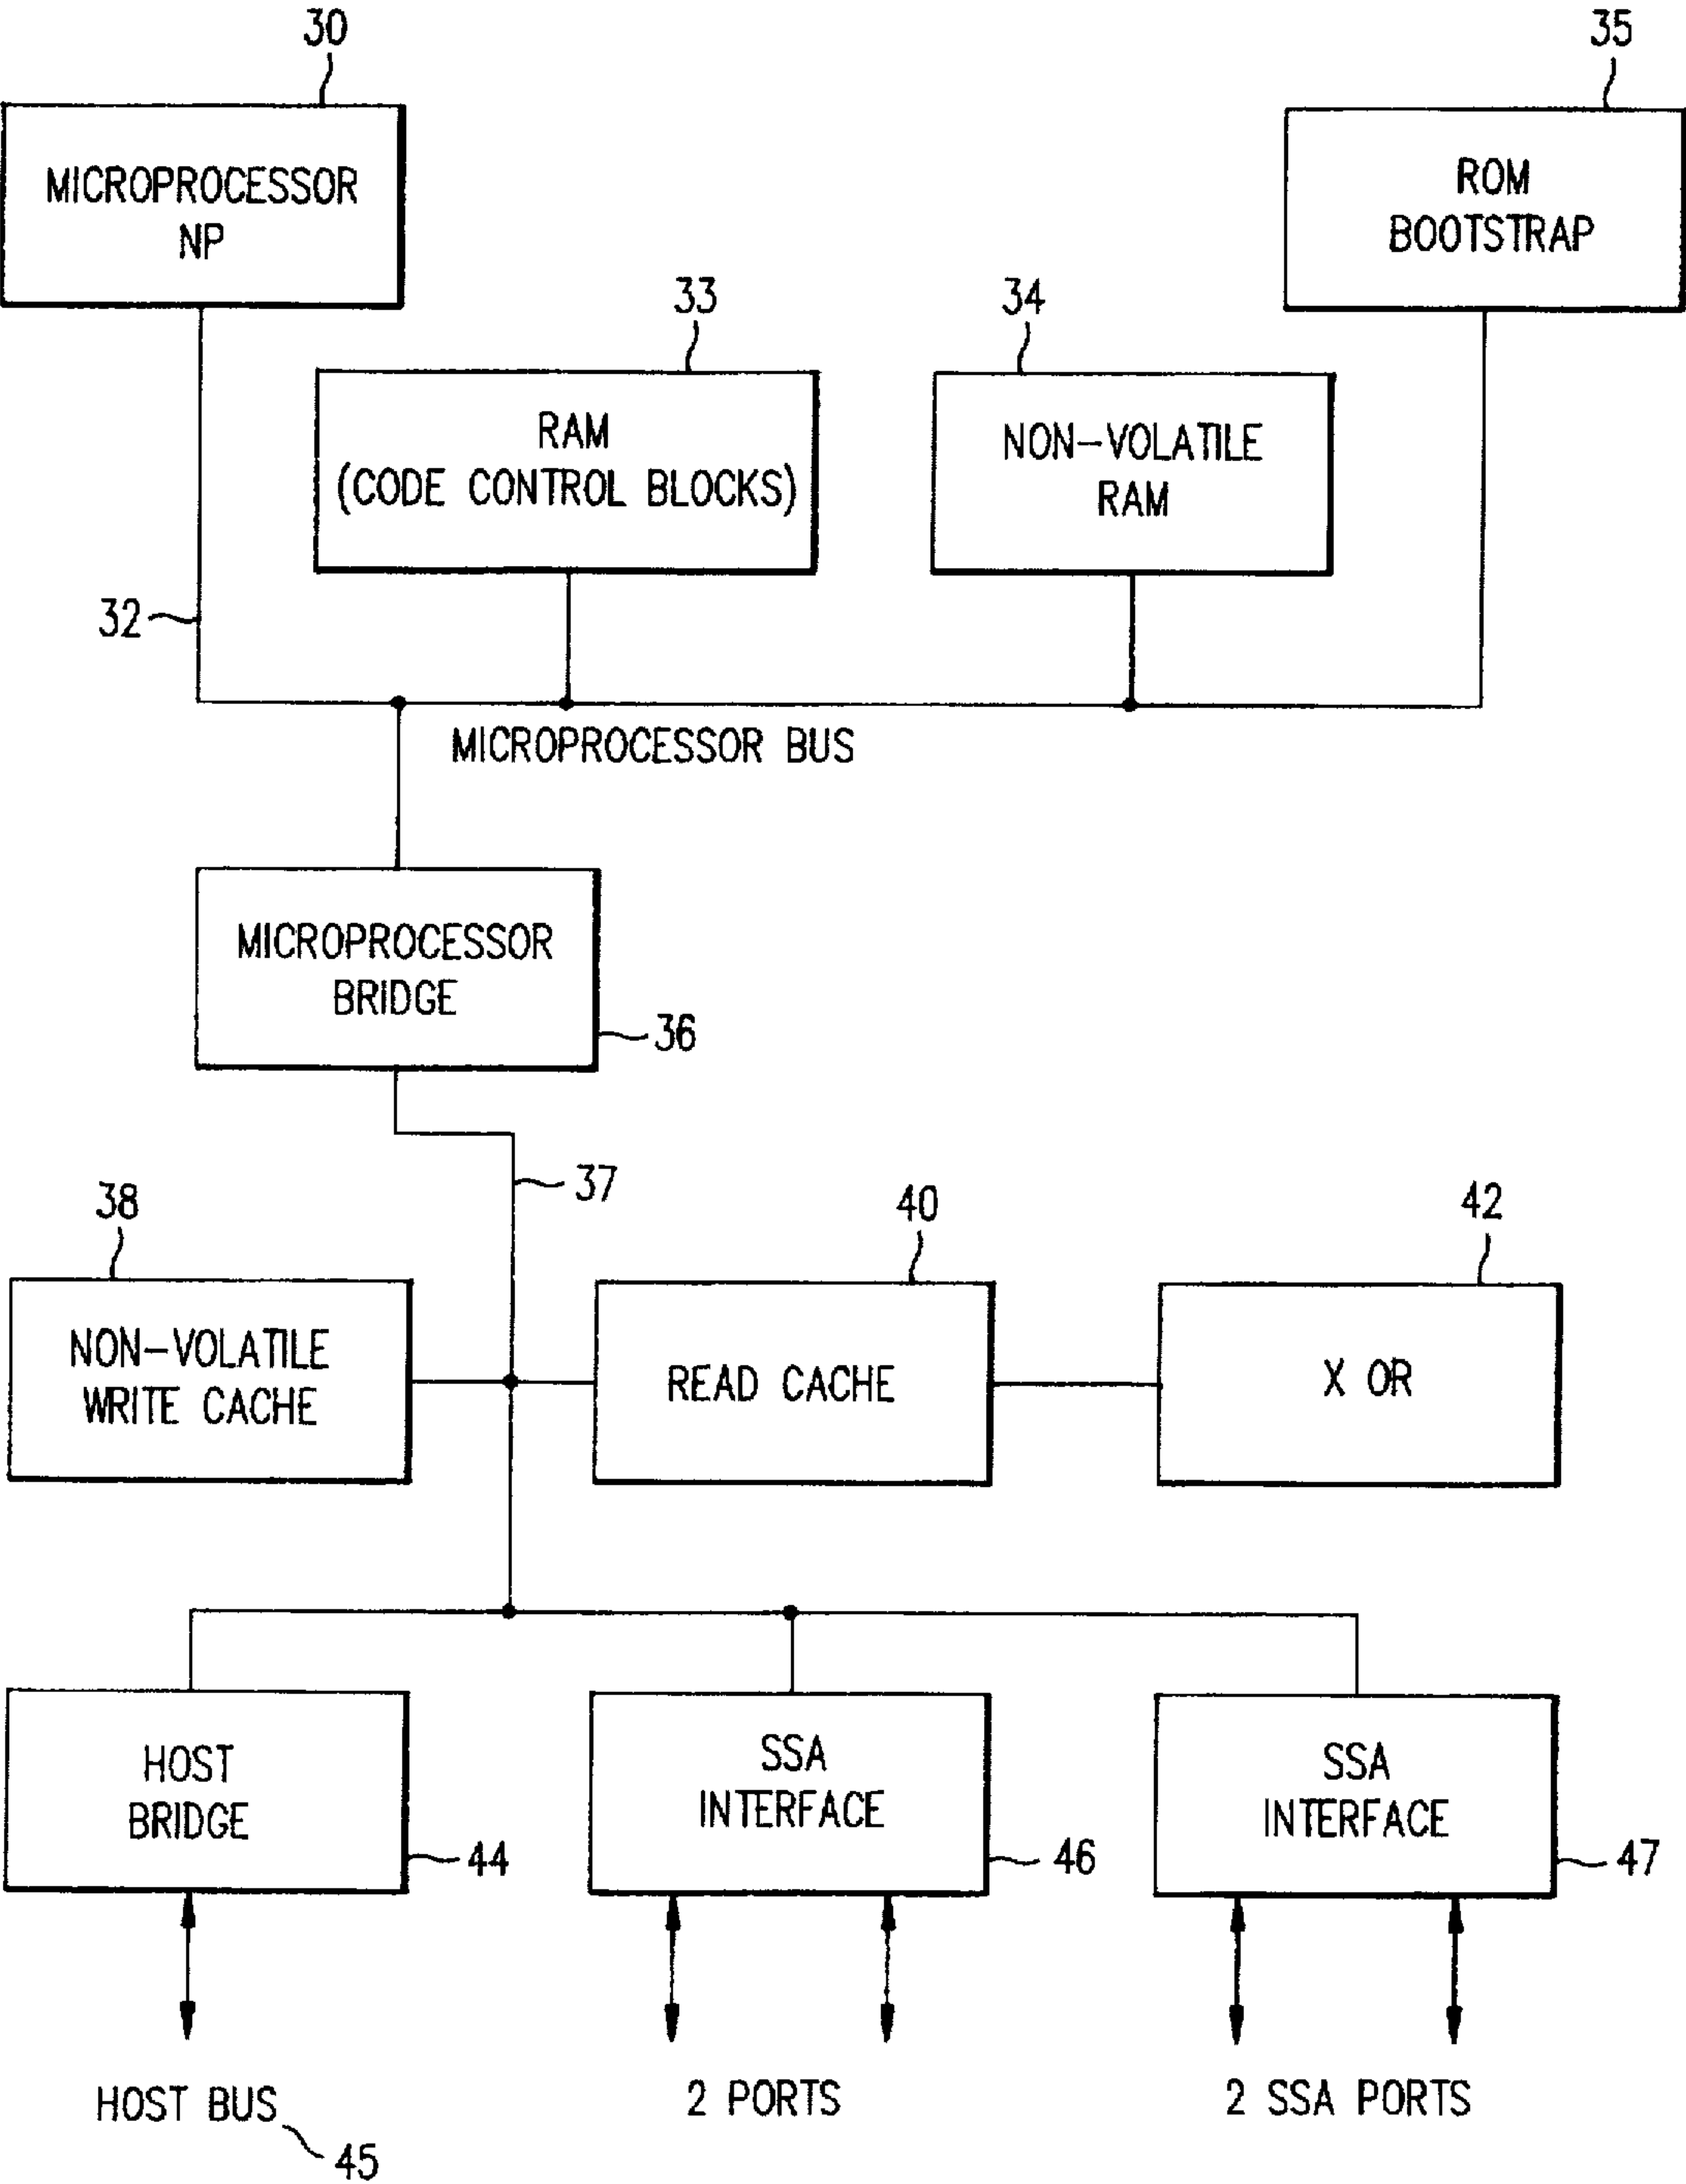 30
35
MICROPROCESSOR
NP
ROM
BOOTSTRAP
33
34
RAM
(CODE CONTROL BLOCKS)
NON-VOLATILE
RAM
32
MICROPROCESSOR BUS
MICROPROCESSOR
BRIDGE
36
37
38
40
42
NON-VOLATILE
WRITE CACHE
READ CACHE
X OR
HOST
BRIDGE
44
SSA
INTERFACE
46
SSA
INTERFACE
47
HOST BUS
45
2 PORTS
2 SSA PORTS